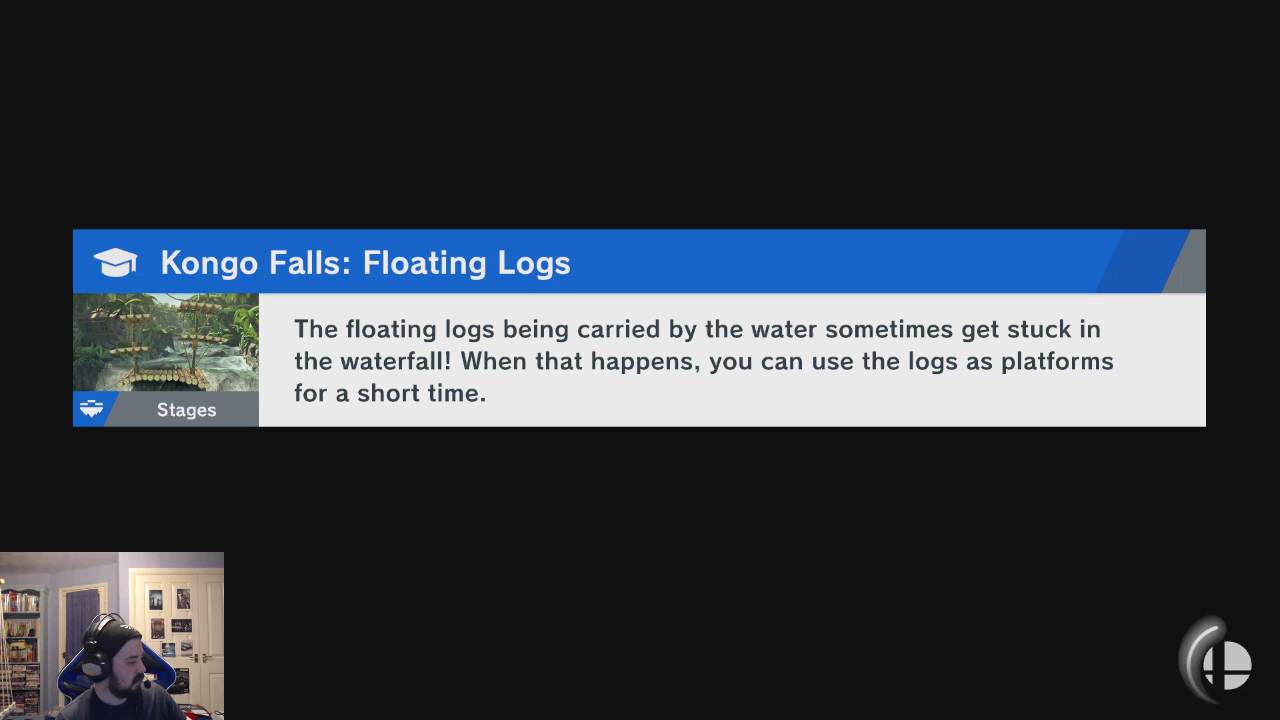 Kongo Falls: Floating Logs
The floating logs being carried by the water sometimes get stuck in
the waterfall! When that happens, you can use the logs as platforms
for a short time.
Stages